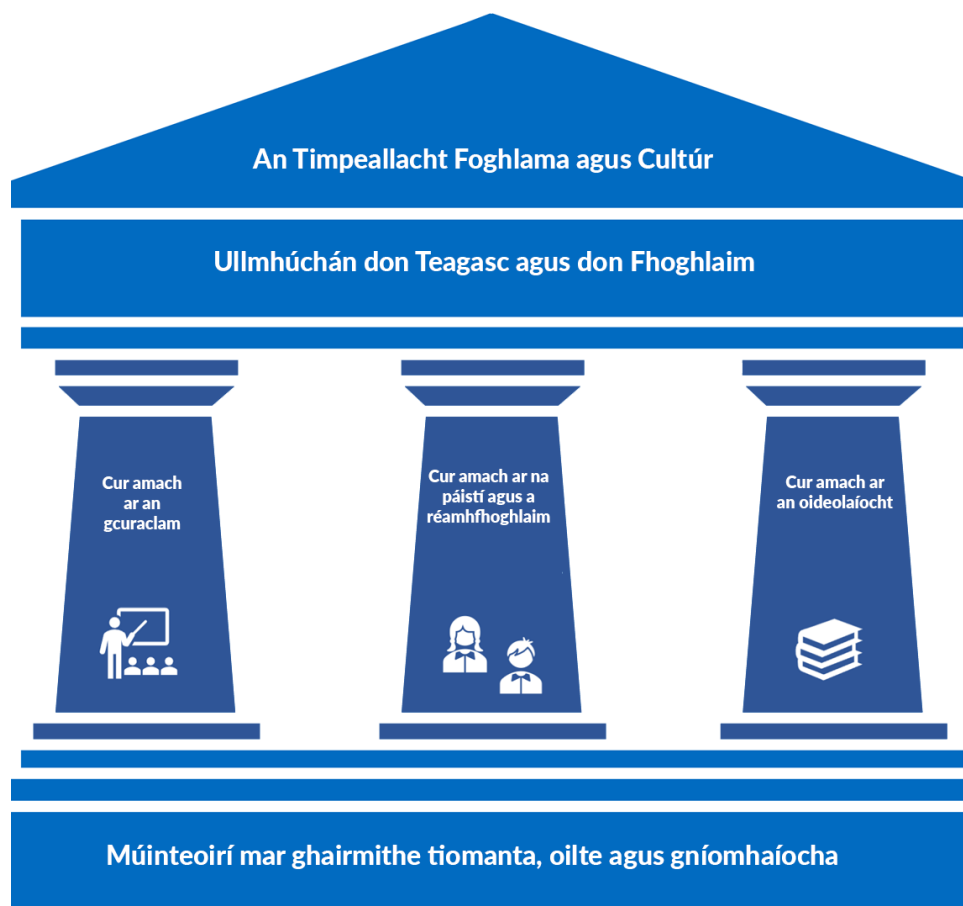 An Timpeallacht Foghlama agus Cultúr
Ullmhúchán don Teagasc agus don Fhoghlaim
Cur amach
ar an
gcuraclam
Cur amach ar na
páistí agus a
réamhfhoghlaim
Cur amach ar
an oideolaíocht
Múinteoirí mar ghairmithe tiomanta, oilte agus gníomhaíocha